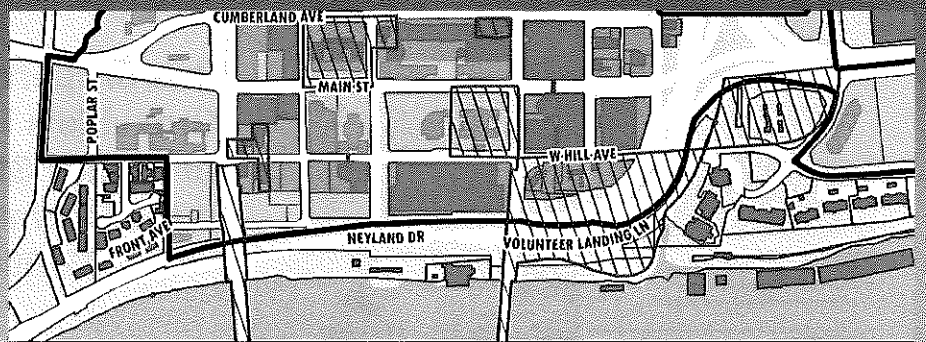 CUMBERLAND AVE
MAIN ST
POPLAR ST
W HILL AVE
FRONT AVE
NEYLAND DR
VOLUNTEER LANDING LN